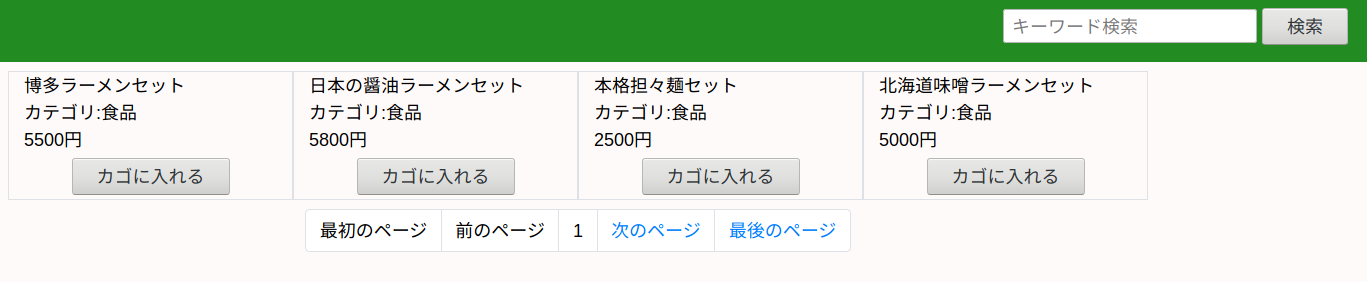 キーワード検索 検索
博多ラーメンセット 日本の醤油ラーメンセット 本格担々麺セット 北海道味噌ラーメンセット
カテゴリ:食品 カテゴリ:食品 カテゴリ:食品 カテゴリ:食品
5500円 5800円 2500円 5000円
カゴに入れる カゴに入れる カゴに入れる カゴに入れる
最初のページ 前のページ 1 次のページ 最後のページ